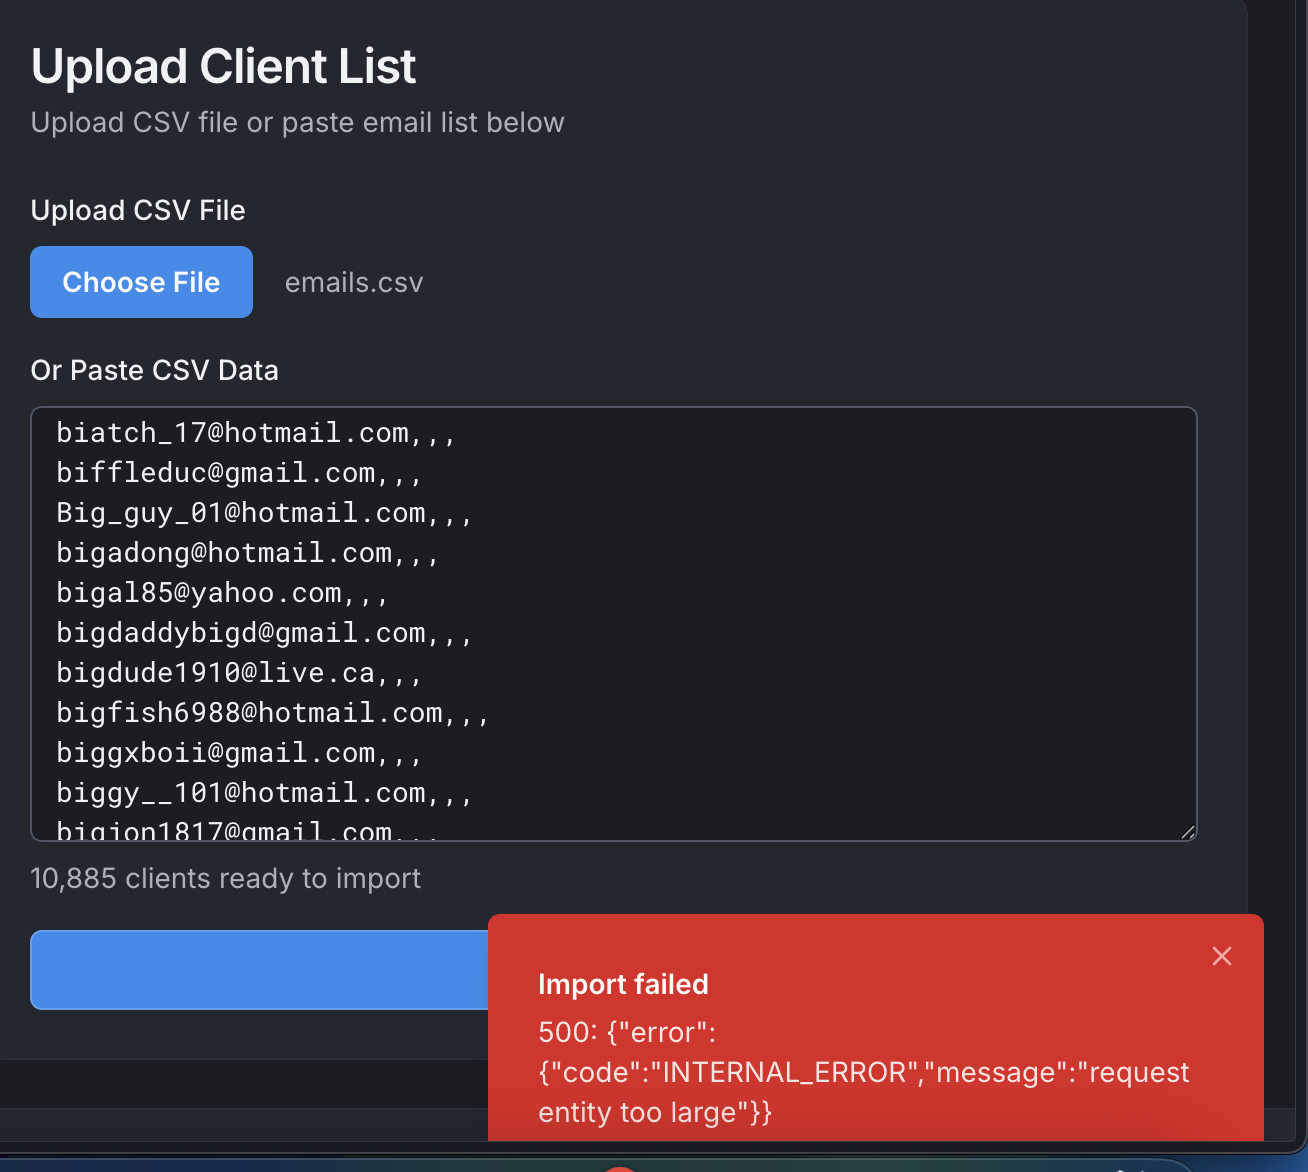 Upload Client List
Upload CSV file or paste email list below
Upload CSV File
Choose File
emails.csv
Or Paste CSV Data
biatch_17@hotmail.com,,,
biffleduc@gmail.com,,,
Big_guy_01@hotmail.com,,,
bigadong@hotmail.com,,,
bigal85@yahoo.com,,,
bigdaddybigd@gmail.com,,,
bigdude1910@live.ca,,,
bigfish6988@hotmail.com,,,
biggxboii@gmail.com,,,
biggy__101@hotmail.com,,,
bigjon1817@gmail.com,,,
10,885 clients ready to import
Import failed
500: {"error":
{"code":"INTERNAL_ERROR","message":"request
entity too large"}}